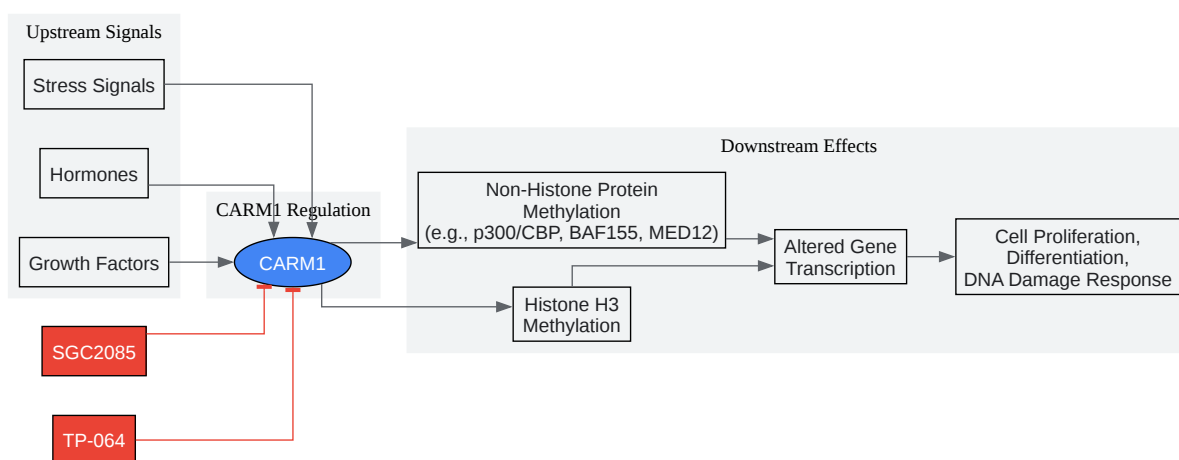 Upstream Signals
Stress Signals
Hormones
Growth Factors
CARM1 Regulation
CARM1
SGC2085
TP-064
Downstream Effects
Non-Histone Protein
Methylation
(e.g., p300/CBP, BAF155, MED12)
Histone H3
Methylation
Altered Gene
Transcription
Cell Proliferation,
Differentiation,
DNA Damage Response